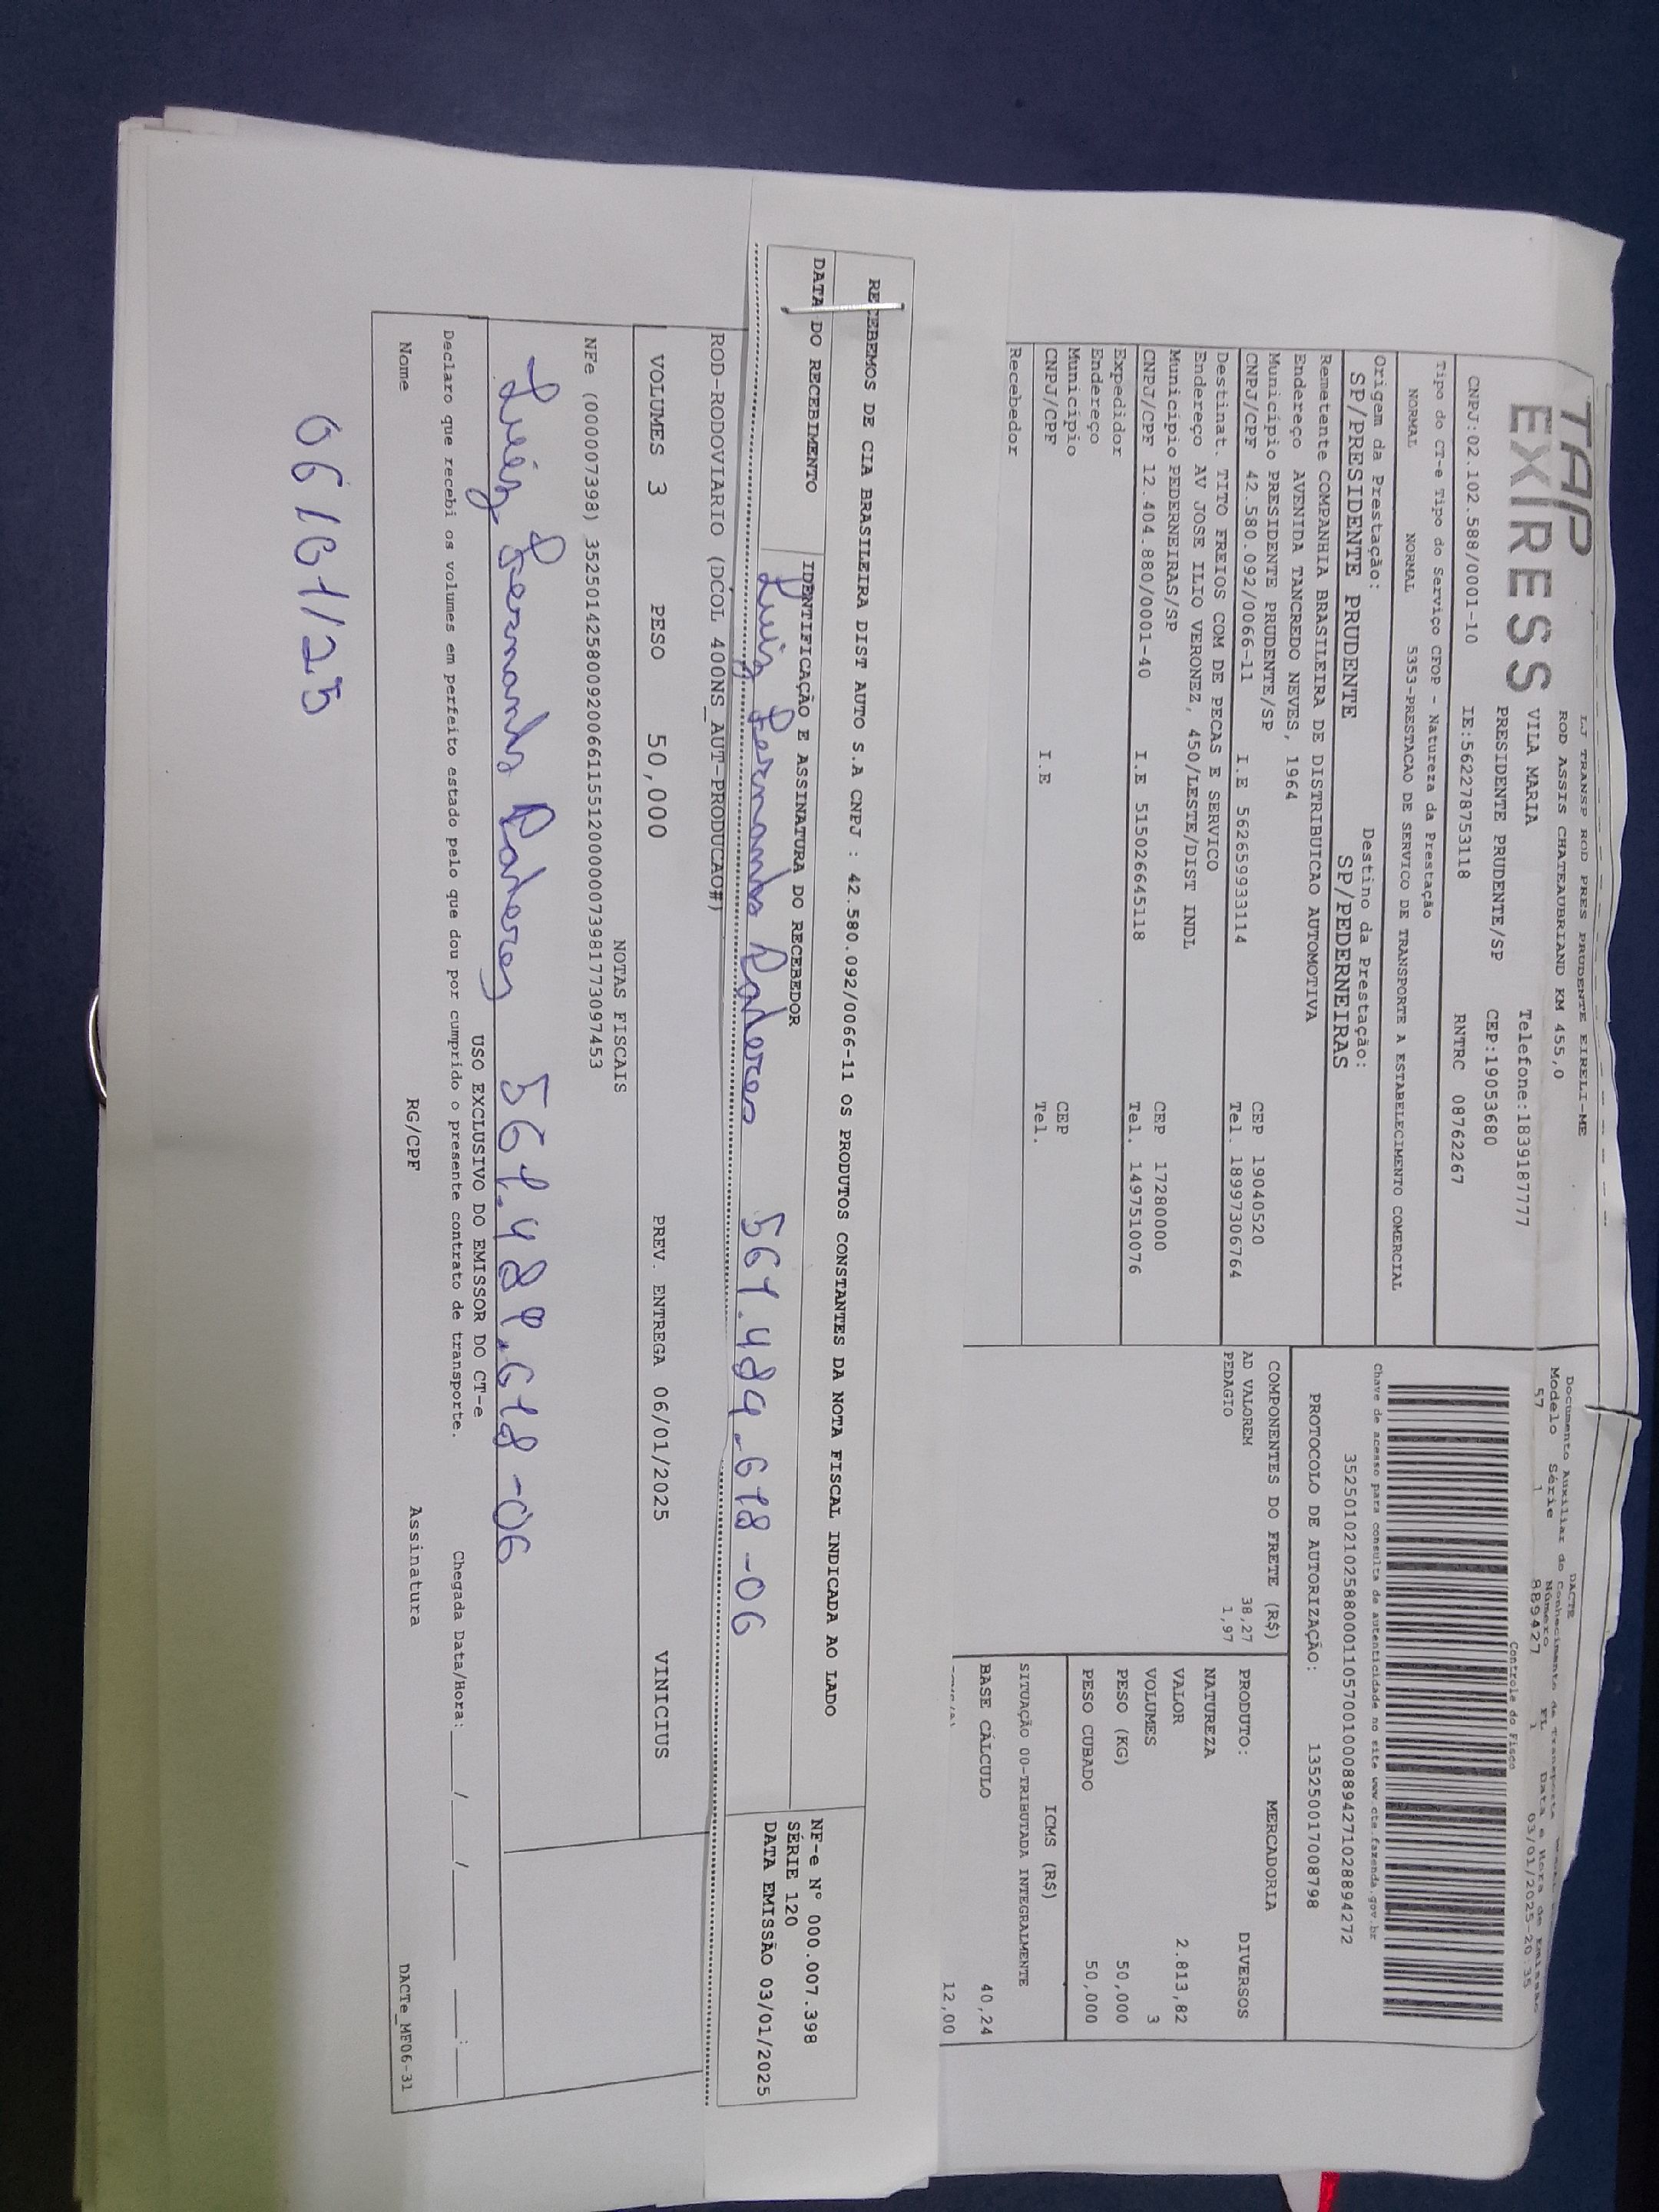 TAP
EXPRESS
LJ TRANSP ROD PRES PRUDENTE EIRELI-ME
ROD ASSIS CHATEAUBRIAND KM 455,0
VILA MARIA Telefone:1839187777
PRESIDENTE PRUDENTE/SP CEP:19053680
CNPJ:02.102.588/0001-10 IE:562278753118 RNTRC 08762267
DACTE
Documento Auxiliar do Conhecimento de Transporte
Modelo Série Número FL Data e Hora de Emissão
57 1 889427 1 03/01/2025-20:35
Controle do Fisco
Tipo do CT-e Tipo do Serviço CFOP - Natureza da Prestação
NORMAL NORMAL 5353-PRESTACAO DE SERVICO DE TRANSPORTE A ESTABELECIMENTO COMERCIAL
Chave de acesso para consulta de autenticidade no site www.cte.fazenda.gov.br
35250102102588000110570010008894271028894272
PROTOCOLO DE AUTORIZAÇÃO: 135250017008798
Origem da Prestação: Destino da Prestação:
SP/PRESIDENTE PRUDENTE SP/PEDERNEIRAS
Remetente COMPANHIA BRASILEIRA DE DISTRIBUICAO AUTOMOTIVA
Endereço AVENIDA TANCREDO NEVES, 1964
Município PRESIDENTE PRUDENTE/SP CEP 19040520
CNPJ/CPF 42.580.092/0066-11 I.E 562659933114 Tel. 18997306764
Destinat. TITO FREIOS COM DE PECAS E SERVICO
Endereço AV JOSE ILIO VERONEZ, 450/LESTE/DIST INDL
Município PEDERNEIRAS/SP CEP 17280000
CNPJ/CPF 12.404.880/0001-40 I.E 515026645118 Tel. 1497510076
Expedidor
Endereço
Município CEP
CNPJ/CPF I.E Tel.
Recebedor
COMPONENTES DO FRETE (R$)
AD VALOREM 38,27
PEDAGIO 1,97
MERCADORIA
PRODUTO: DIVERSOS
NATUREZA
VALOR 2.813,82
VOLUMES 3
PESO (KG) 50,000
PESO CUBADO 50,000
ICMS (R$)
SITUAÇÃO 00-TRIBUTADA INTEGRALMENTE
BASE CÁLCULO 40,24
12,00
RECEBEMOS DE CIA BRASILEIRA DIST AUTO S.A CNPJ : 42.580.092/0066-11 OS PRODUTOS CONSTANTES DA NOTA FISCAL INDICADA AO LADO
DATA DO RECEBIMENTO IDENTIFICAÇÃO E ASSINATURA DO RECEBEDOR
Luiz Fernando Padeces 561.489.618-06
NF-e Nº 000.007.398
SÉRIE 120
DATA EMISSÃO 03/01/2025
ROD-RODOVIARIO (DCOL 400NS_AUT-PRODUCAO#)
VOLUMES 3 PESO 50,000 PREV. ENTREGA 06/01/2025 VINICIUS
NOTAS FISCAIS
NFe (000007398) 35250142580092006611551200000073981773097453
Luiz Fernando Padeces 561.489.618-06
USO EXCLUSIVO DO EMISSOR DO CT-e
Declaro que recebi os volumes em perfeito estado pelo que dou por cumprido o presente contrato de transporte. Chegada Data/Hora:____/____/______ ____:____
Nome RG/CPF Assinatura DACTe_MF06-31
06/01/25